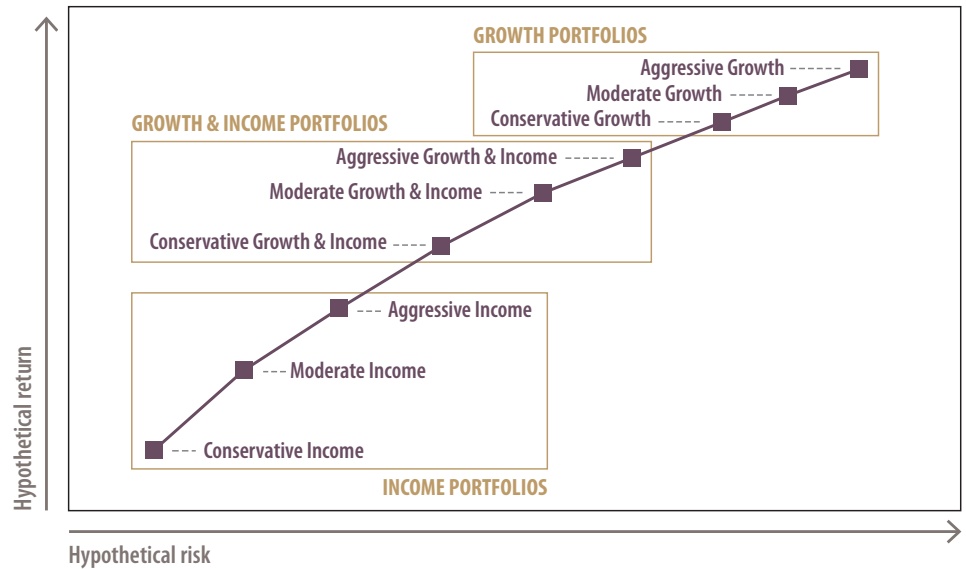 GROWTH PORTFOLIOS
Aggressive Growth
Moderate Growth
Conservative Growth
GROWTH & INCOME PORTFOLIOS
Aggressive Growth & Income
Moderate Growth & Income
Conservative Growth & Income
Aggressive Income
Moderate Income
Conservative Income
INCOME PORTFOLIOS
Hypothetical return
Hypothetical risk